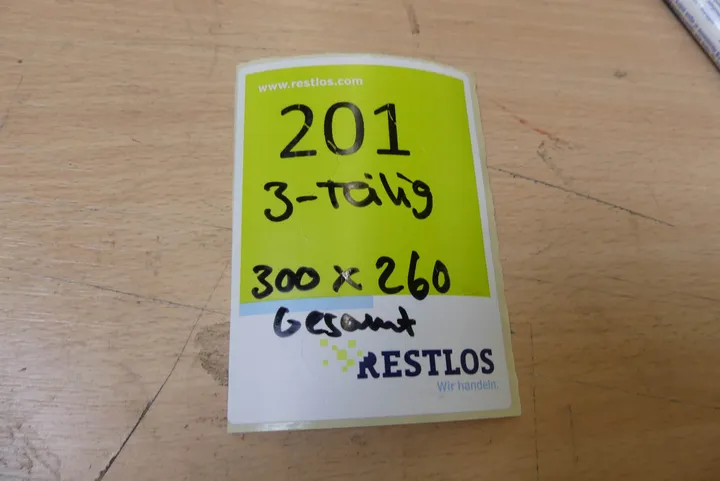 www.restlos.com
201
3-Teilig
300 x 260
Gesamt
RESTLOS
Wir handeln